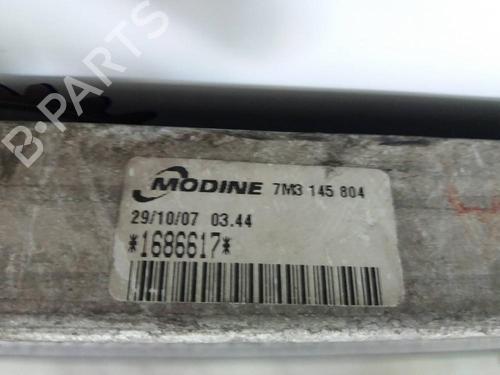 B-PARTS
MODINE 7M3 145 804
29/10/07 03.44
*1686617*